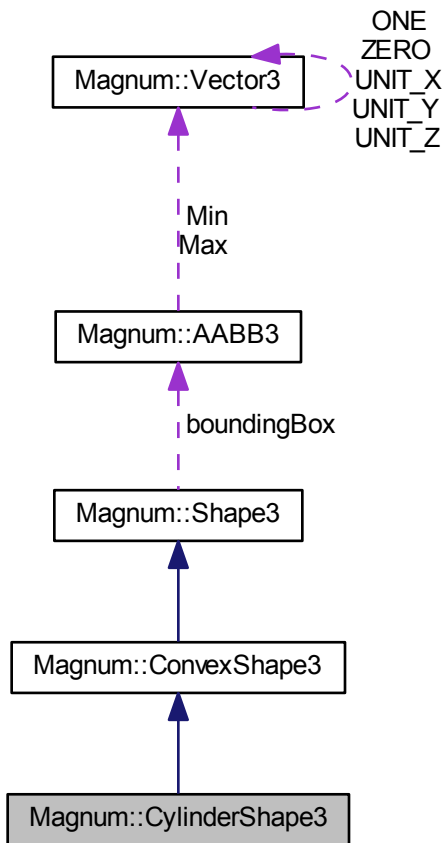 ONE
ZERO
Magnum::Vector3
UNIT_X
UNIT_Y
UNIT_Z
Min
Max
Magnum::AABB3
boundingBox
Magnum::Shape3
Magnum::ConvexShape3
Magnum::CylinderShape3